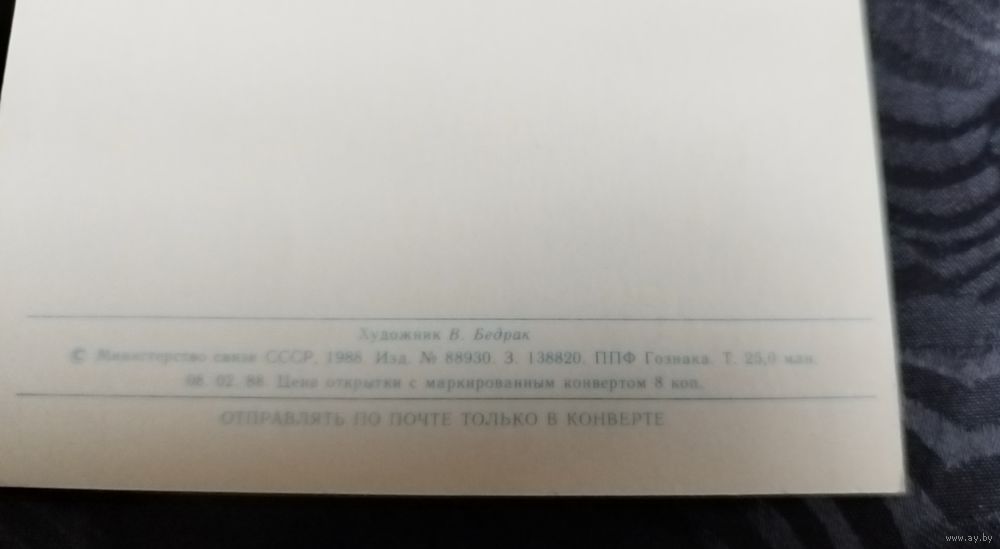 Художник В. Бедрак
© Министерство связи СССР, 1988. Изд. № 88930. З. 138820. ППФ Гознака. Т. 25,0 млн.
08. 02. 88. Цена открытки с маркированным конвертом 8 коп.
ОТПРАВЛЯТЬ ПО ПОЧТЕ ТОЛЬКО В КОНВЕРТЕ
www.ay.by